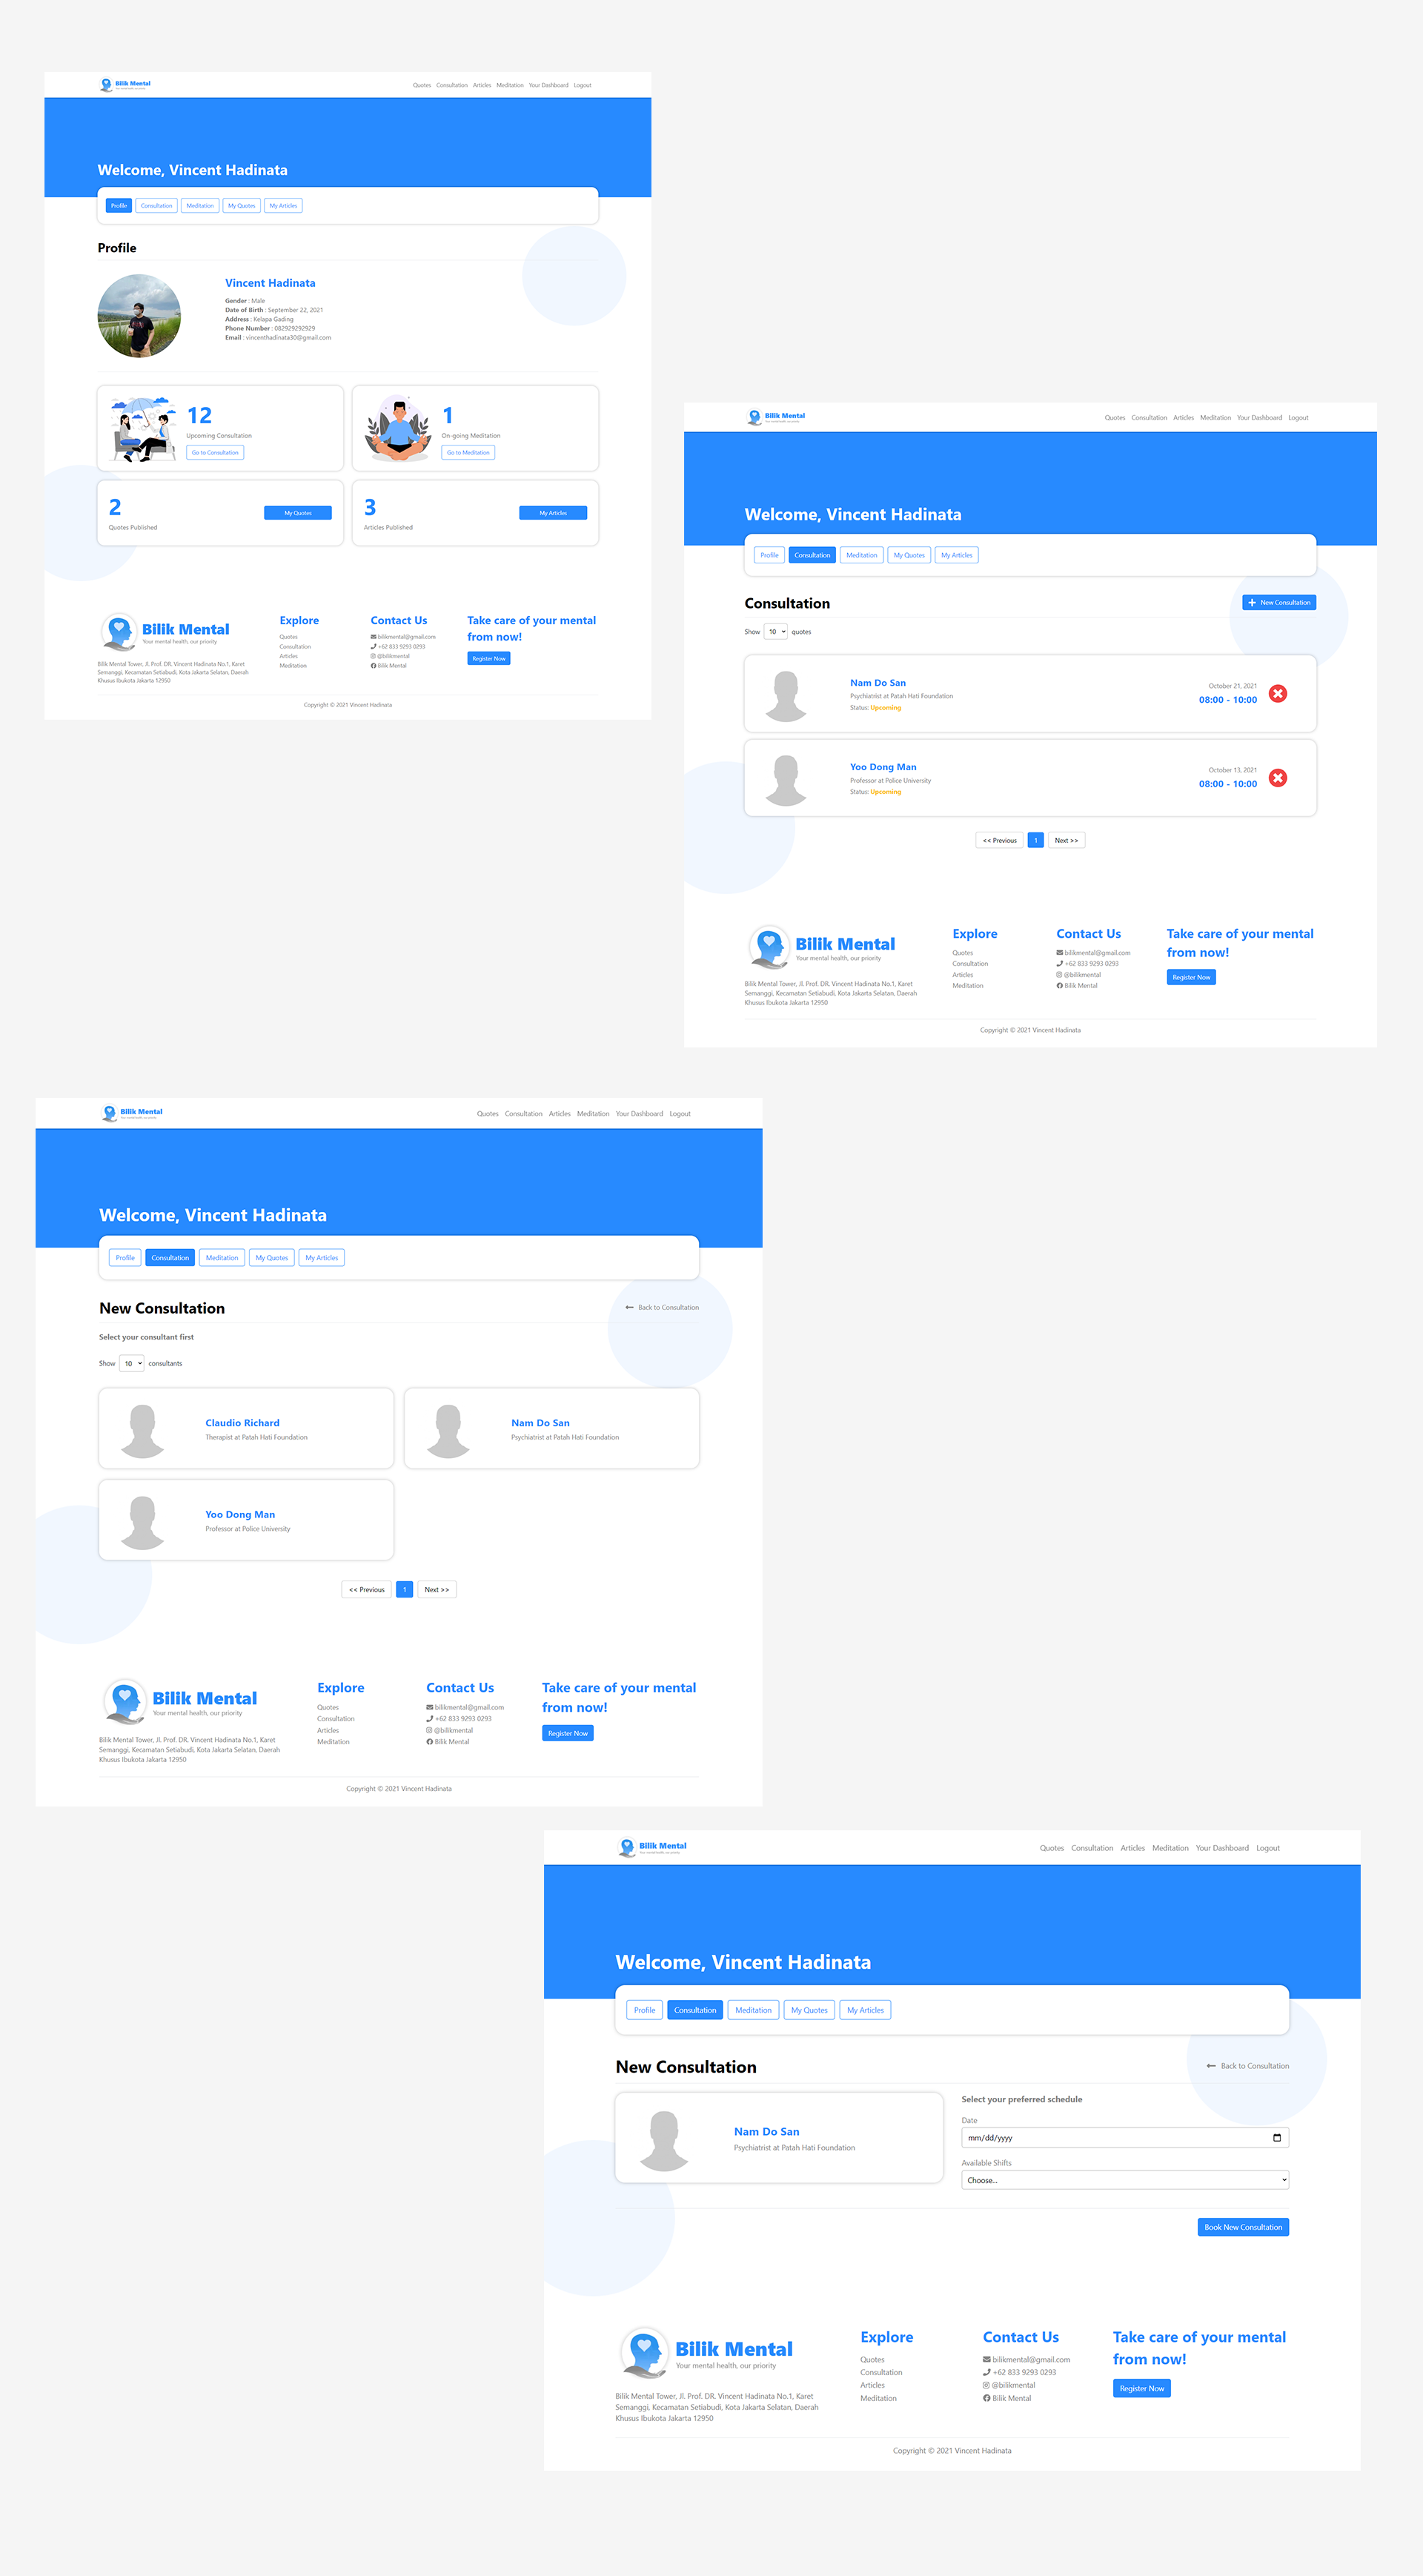 Bilik Mental
Quotes Consultation Articles Meditation Your Dashboard Logout
Welcome, Vincent Hadinata
Profile Consultation Meditation My Quotes My Articles
Profile
Vincent Hadinata
Gender : Male
Date of Birth : September 22, 2021
Address : Kelapa Gading
Phone Number : 082929292929
Email : vincenthadinata30@gmail.com
12
Upcoming Consultation
Go to Consultation
1
On-going Meditation
Go to Meditation
2
Quotes Published
My Quotes
3
Articles Published
My Articles
Bilik Mental
Your mental health, our priority
Bilik Mental Tower, Jl. Prof. DR. Vincent Hadinata No.1, Karet
Semanggi, Kecamatan Setiabudi, Kota Jakarta Selatan, Daerah
Khusus Ibukota Jakarta 12950
Explore
Quotes
Consultation
Articles
Meditation
Contact Us
bilikmental@gmail.com
+62 833 9293 0293
@bilikmental
Bilik Mental
Take care of your mental
from now!
Register Now
Copyright © 2021 Vincent Hadinata
Bilik Mental
Quotes Consultation Articles Meditation Your Dashboard Logout
Welcome, Vincent Hadinata
Profile Consultation Meditation My Quotes My Articles
Consultation
New Consultation
Show 10 quotes
Nam Do San
Psychiatrist at Patah Hati Foundation
Status: Upcoming
October 21, 2021
08:00 - 10:00
Yoo Dong Man
Professor at Police University
Status: Upcoming
October 13, 2021
08:00 - 10:00
<< Previous 1 Next >>
Bilik Mental
Your mental health, our priority
Bilik Mental Tower, Jl. Prof. DR. Vincent Hadinata No.1, Karet
Semanggi, Kecamatan Setiabudi, Kota Jakarta Selatan, Daerah
Khusus Ibukota Jakarta 12950
Explore
Quotes
Consultation
Articles
Meditation
Contact Us
bilikmental@gmail.com
+62 833 9293 0293
@bilikmental
Bilik Mental
Take care of your mental
from now!
Register Now
Copyright © 2021 Vincent Hadinata
Bilik Mental
Quotes Consultation Articles Meditation Your Dashboard Logout
Welcome, Vincent Hadinata
Profile Consultation Meditation My Quotes My Articles
New Consultation
Back to Consultation
Select your consultant first
Show 10 consultants
Claudio Richard
Therapist at Patah Hati Foundation
Nam Do San
Psychiatrist at Patah Hati Foundation
Yoo Dong Man
Professor at Police University
<< Previous 1 Next >>
Bilik Mental
Your mental health, our priority
Bilik Mental Tower, Jl. Prof. DR. Vincent Hadinata No.1, Karet
Semanggi, Kecamatan Setiabudi, Kota Jakarta Selatan, Daerah
Khusus Ibukota Jakarta 12950
Explore
Quotes
Consultation
Articles
Meditation
Contact Us
bilikmental@gmail.com
+62 833 9293 0293
@bilikmental
Bilik Mental
Take care of your mental
from now!
Register Now
Copyright © 2021 Vincent Hadinata
Bilik Mental
Quotes Consultation Articles Meditation Your Dashboard Logout
Welcome, Vincent Hadinata
Profile Consultation Meditation My Quotes My Articles
New Consultation
Back to Consultation
Nam Do San
Psychiatrist at Patah Hati Foundation
Select your preferred schedule
Date
mm/dd/yyyy
Available Shifts
Choose...
Book New Consultation
Bilik Mental
Your mental health, our priority
Bilik Mental Tower, Jl. Prof. DR. Vincent Hadinata No.1, Karet
Semanggi, Kecamatan Setiabudi, Kota Jakarta Selatan, Daerah
Khusus Ibukota Jakarta 12950
Explore
Quotes
Consultation
Articles
Meditation
Contact Us
bilikmental@gmail.com
+62 833 9293 0293
@bilikmental
Bilik Mental
Take care of your mental
from now!
Register Now
Copyright © 2021 Vincent Hadinata